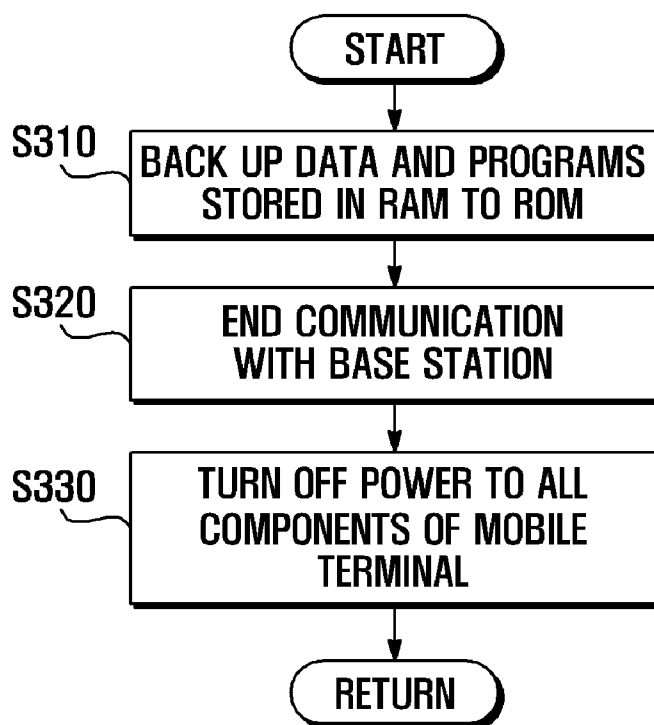 START
S310
BACK UP DATA AND PROGRAMS
STORED IN RAM TO ROM
S320
END COMMUNICATION
WITH BASE STATION
S330
TURN OFF POWER TO ALL
COMPONENTS OF MOBILE
TERMINAL
RETURN